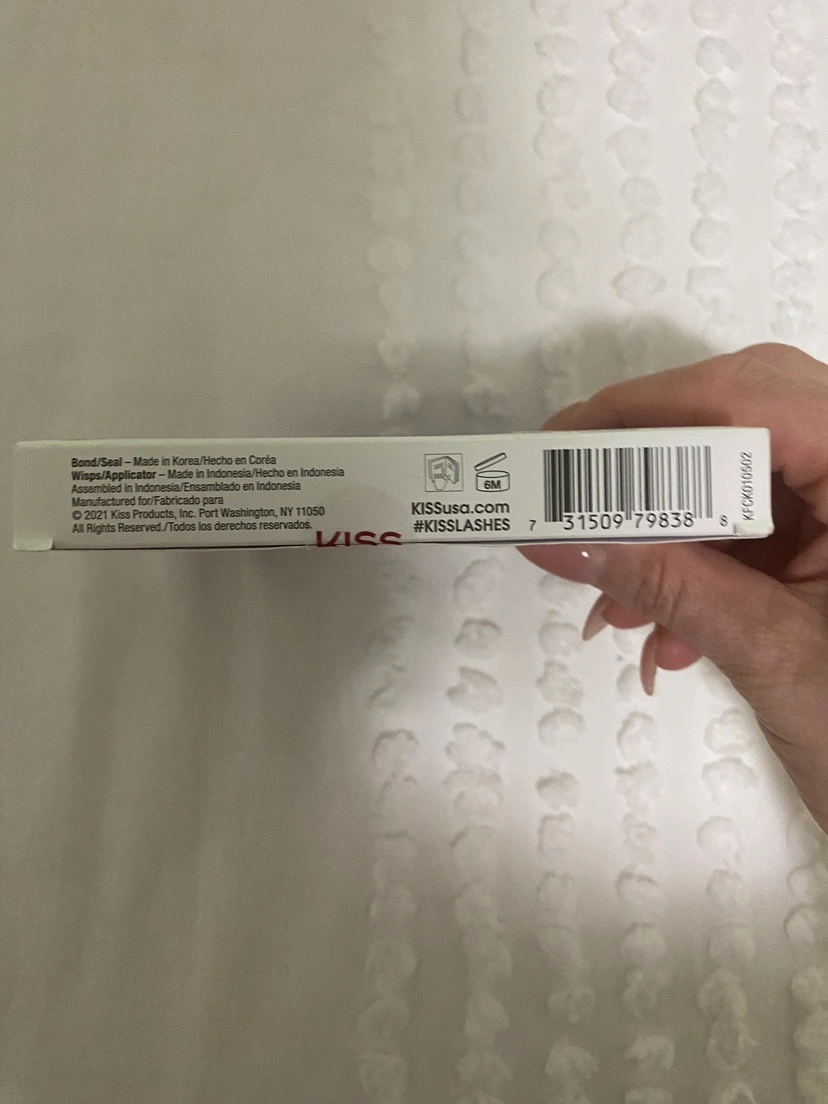 Bond/Seal – Made in Korea/Hecho en Coréa
Wisps/Applicator – Made in Indonesia/Hecho en Indonesia
Assembled in Indonesia/Ensamblado en Indonesia
Manufactured for/Fabricado para
© 2021 Kiss Products, Inc. Port Washington, NY 11050
All Rights Reserved./Todos los derechos reservados.
KISS
6M
KISSusa.com
#KISSLASHES
7 31509 79838 8
KFCK010502